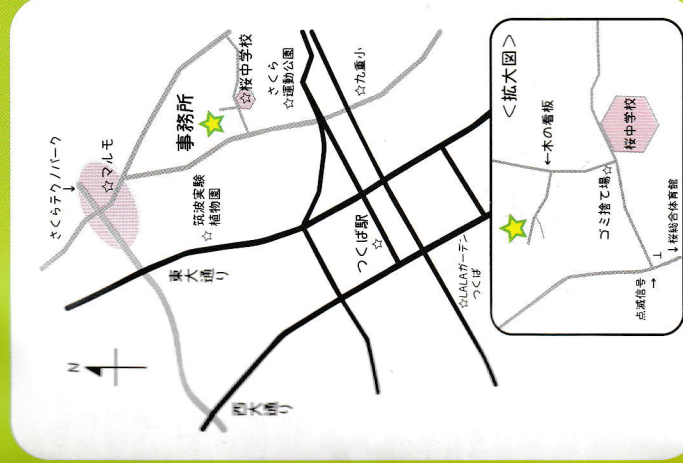 さくらテクノパーク
↓
☆マルモ
事務所
☆桜中学校
さくら
☆運動公園
☆九重小
筑波実験
植物園
☆
東大
通り
つくば駅
☆
☆LALAガーデン
つくば
西大
通り
N
＜拡大図＞
←木の看板
ゴミ捨て場☆
桜中学校
点滅信号
→
↓桜総合体育館